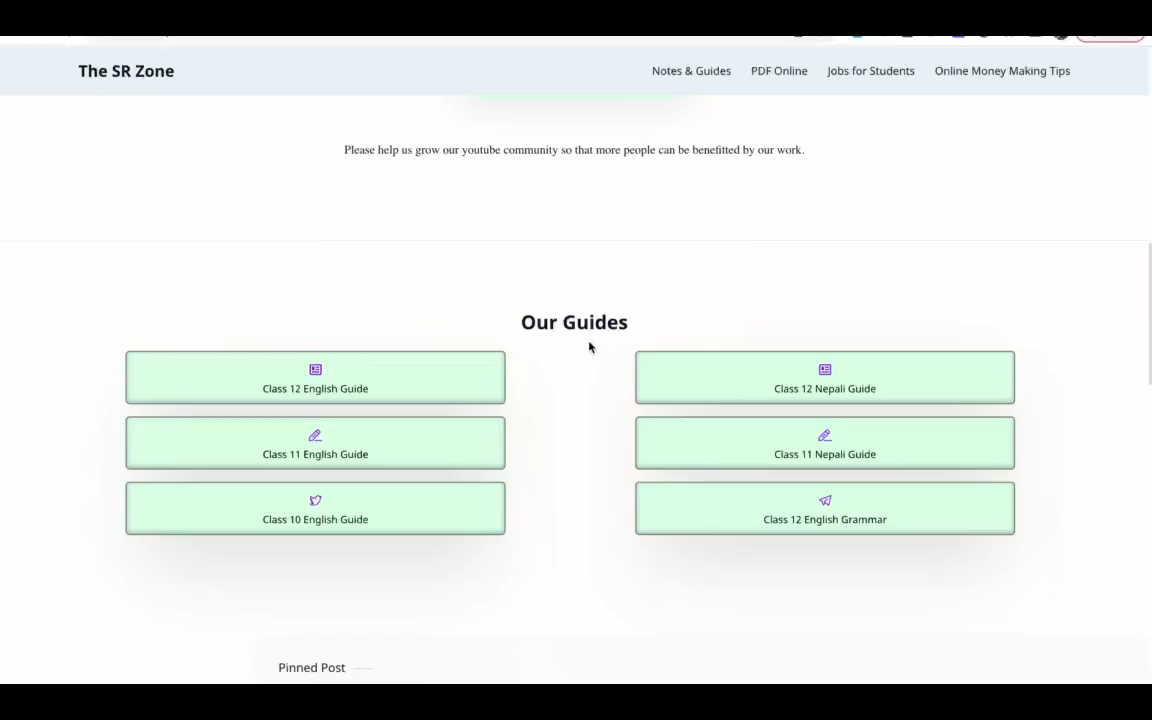 The SR Zone
Notes & Guides
PDF Online
Jobs for Students
Online Money Making Tips
Please help us grow our youtube community so that more people can be benefitted by our work.
Our Guides
Class 12 English Guide
Class 12 Nepali Guide
Class 11 English Guide
Class 11 Nepali Guide
Class 10 English Guide
Class 12 English Grammar
Pinned Post